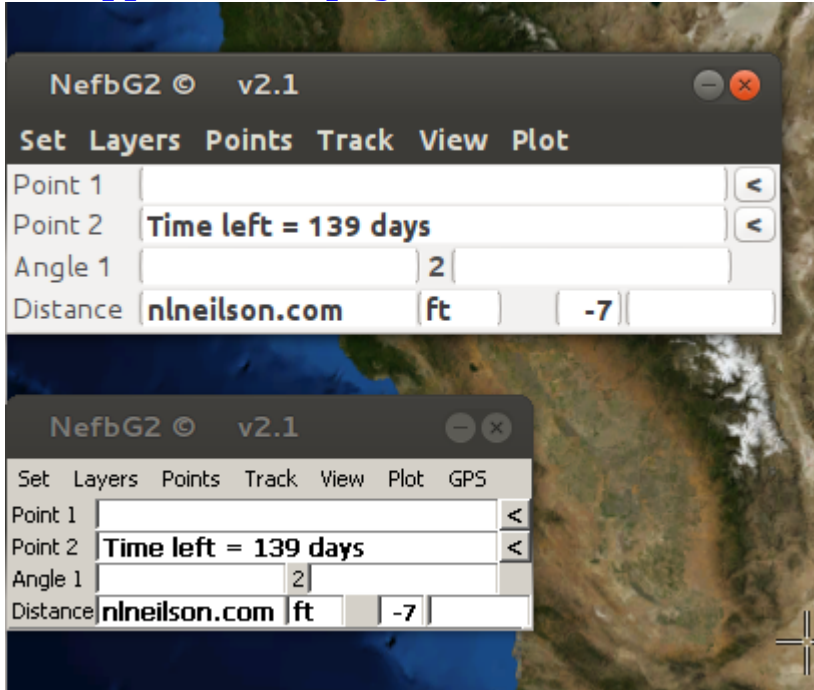 NefbG2 © v2.1
Set Layers Points Track View Plot
Point 1 <
Point 2 Time left = 139 days <
Angle 1 2
Distance nlneilson.com ft -7
NefbG2 © v2.1
Set Layers Points Track View Plot GPS
Point 1 <
Point 2 Time left = 139 days <
Angle 1 2
Distance nlneilson.com ft -7